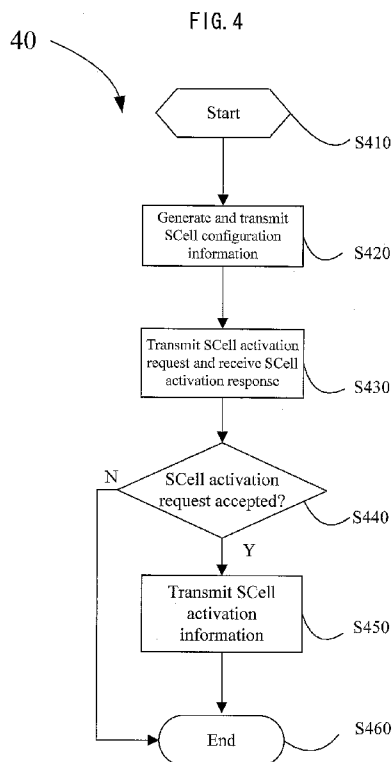 FIG. 4
40
Start
S410
Generate and transmit
SCell configuration
information
S420
Transmit SCell activation
request and receive SCell
activation response
S430
SCell activation
request accepted?
S440
N
Y
Transmit SCell
activation
information
S450
End
S460